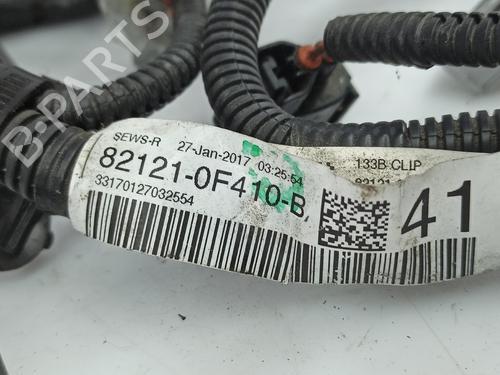 B-PARTS
SEWS-R 27-Jan-2017 03:25:54
133B CLIP
82121-0F410-B
33170127032554
41